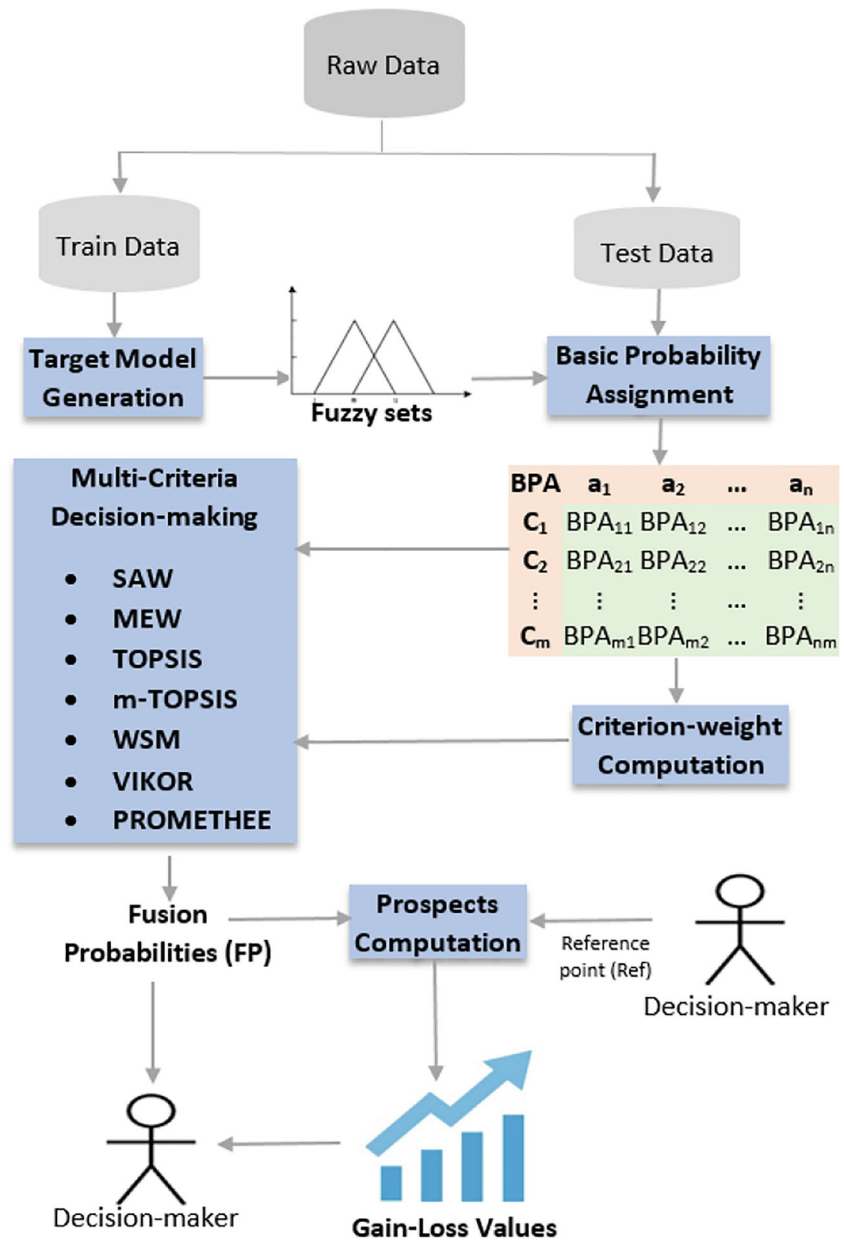 Raw Data
Train Data
Test Data
Target Model
Generation
Fuzzy sets
Basic Probability
Assignment
Multi-Criteria
Decision-making
• SAW
• MEW
• TOPSIS
• m-TOPSIS
• WSM
• VIKOR
• PROMETHEE
BPA a₁ a₂ ... aₙ
C₁ BPA₁₁ BPA₁₂ ... BPA₁ₙ
C₂ BPA₂₁ BPA₂₂ ... BPA₂ₙ
⋮ ⋮ ⋮ ... ⋮
Cₘ BPAₘ₁ BPAₘ₂ ... BPAₙₘ
Criterion-weight
Computation
Fusion
Probabilities (FP)
Prospects
Computation
Reference
point (Ref)
Decision-maker
Decision-maker
Gain-Loss Values